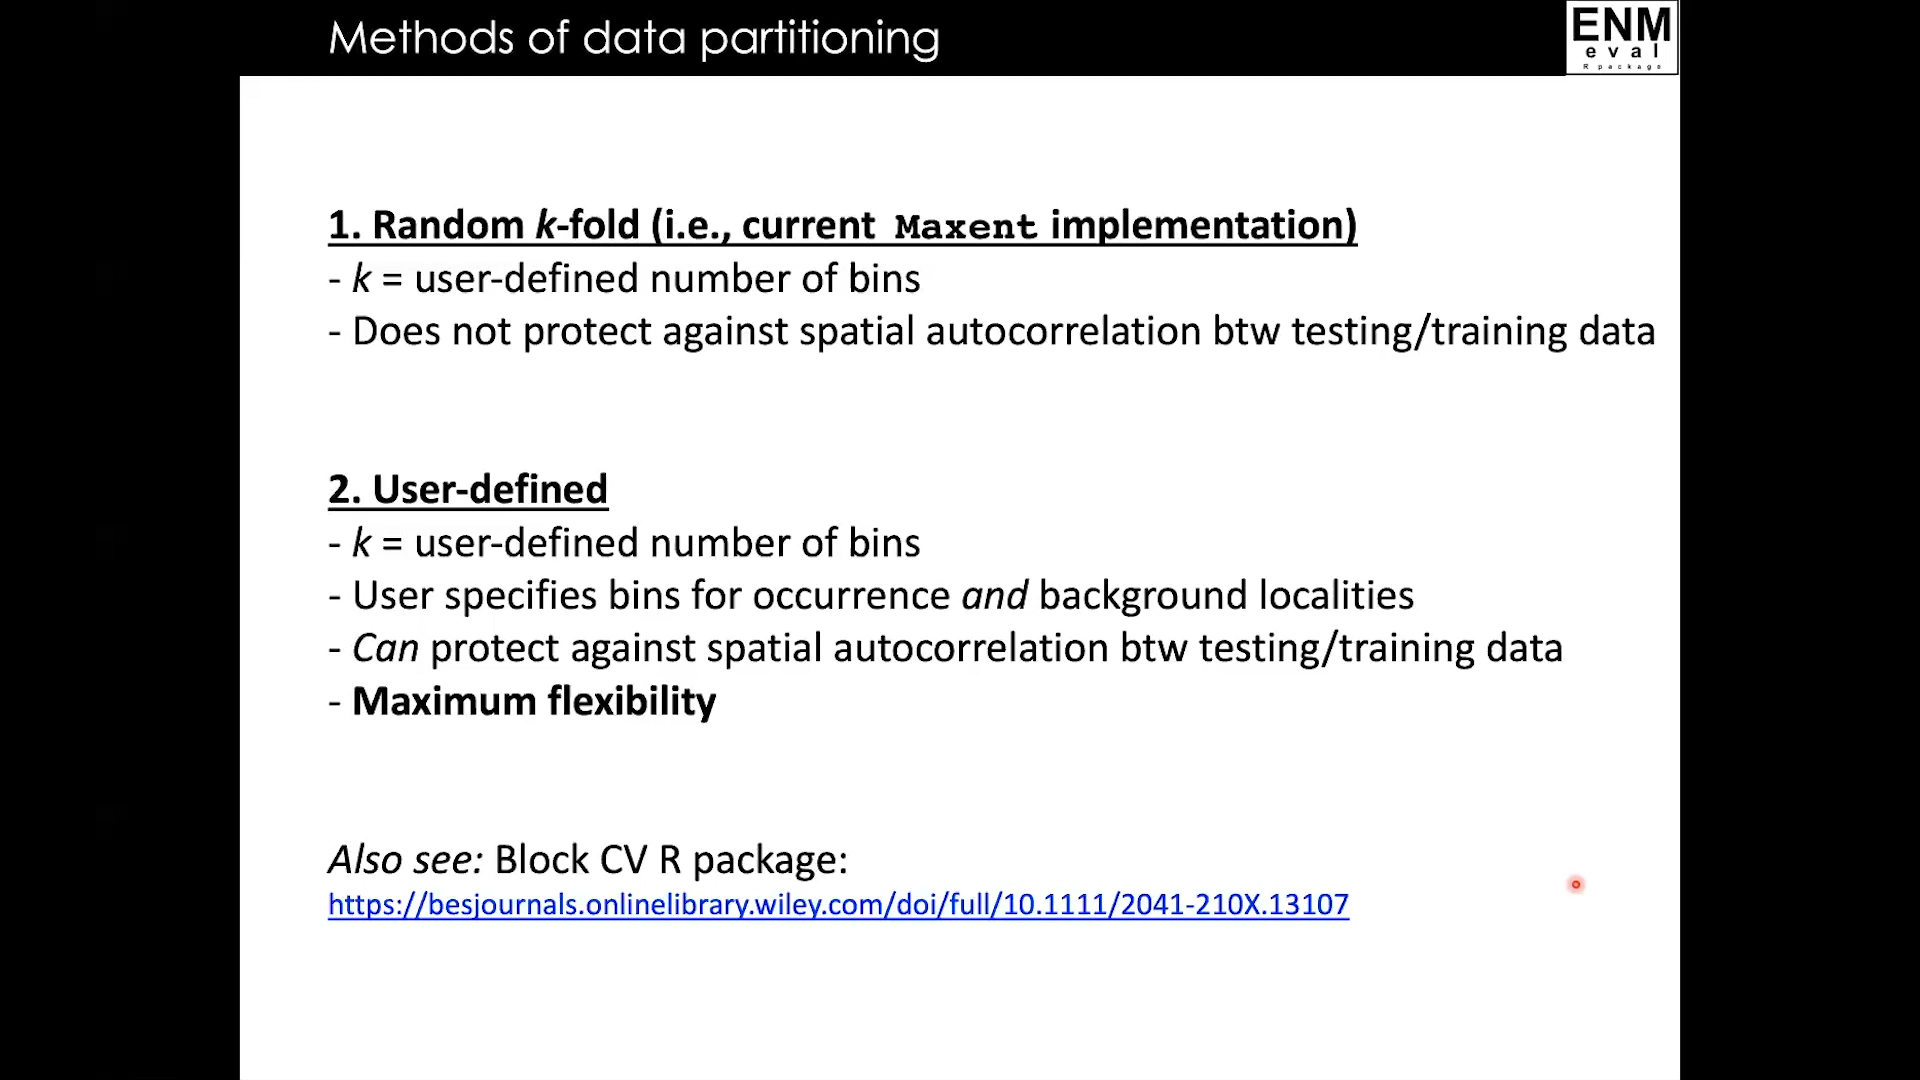 Methods of data partitioning
ENM
eval
R package
1. Random k-fold (i.e., current Maxent implementation)
- k = user-defined number of bins
- Does not protect against spatial autocorrelation btw testing/training data
2. User-defined
- k = user-defined number of bins
- User specifies bins for occurrence and background localities
- Can protect against spatial autocorrelation btw testing/training data
- Maximum flexibility
Also see: Block CV R package:
https://besjournals.onlinelibrary.wiley.com/doi/full/10.1111/2041-210X.13107